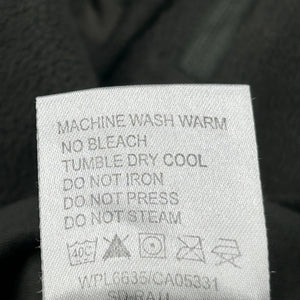 MACHINE WASH WARM
NO BLEACH
TUMBLE DRY COOL
DO NOT IRON
DO NOT PRESS
DO NOT STEAM
40
WPL6635/CA05331